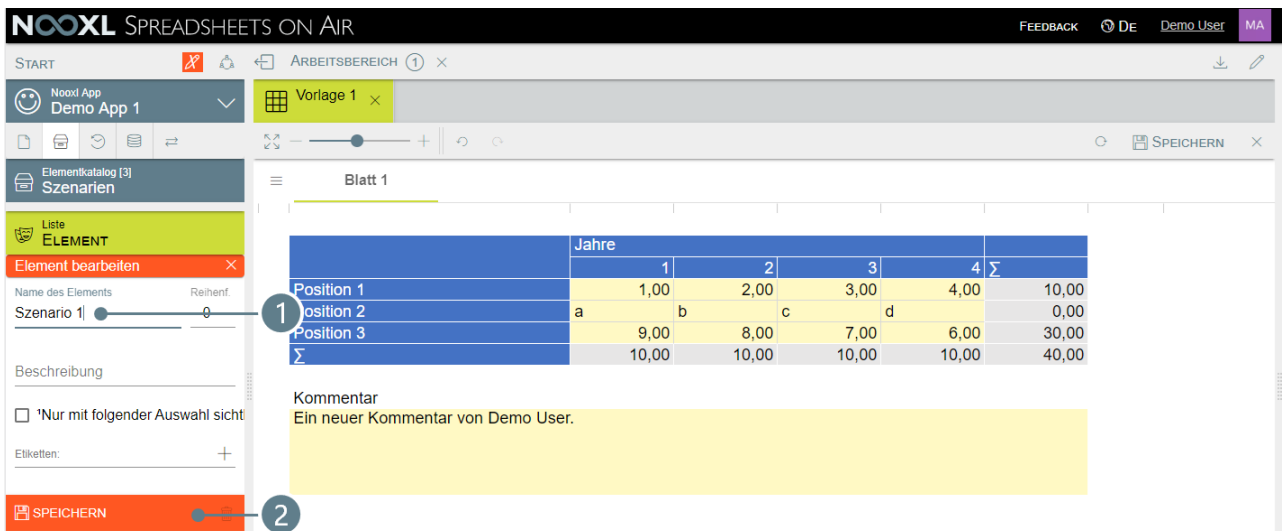 NOOXL SPREADSHEETS ON AIR
FEEDBACK DE Demo User MA
START
ARBEITSBEREICH 1
Nooxl App
Demo App 1
Vorlage 1
SPEICHERN
Elementkatalog [3]
Szenarien
Blatt 1
Liste
ELEMENT
Element bearbeiten
Name des Elements Reihenf.
Szenario 1 0
1
Beschreibung
¹Nur mit folgender Auswahl sicht
Etiketten:
SPEICHERN
2
Jahre
1 2 3 4 Σ
Position 1 1,00 2,00 3,00 4,00 10,00
osition 2 a b c d 0,00
Position 3 9,00 8,00 7,00 6,00 30,00
Σ 10,00 10,00 10,00 10,00 40,00
Kommentar
Ein neuer Kommentar von Demo User.